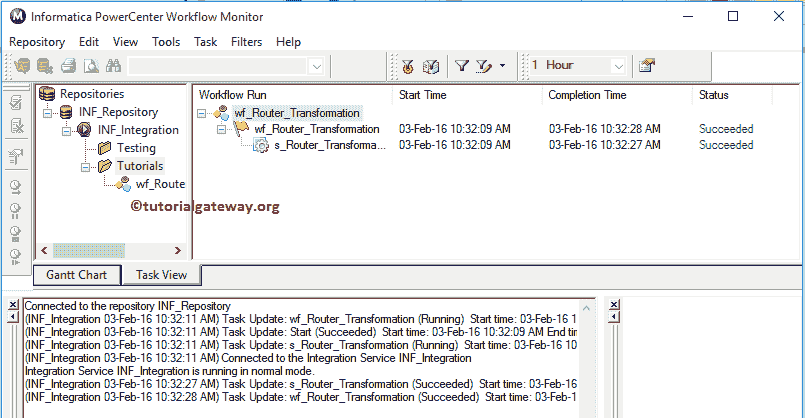 Informatica PowerCenter Workflow Monitor
Repository Edit View Tools Task Filters Help
1 Hour
Repositories
INF_Repository
INF_Integration
Testing
Tutorials
wf_Route
Workflow Run Start Time Completion Time Status
wf_Router_Transformation
wf_Router_Transformation 03-Feb-16 10:32:09 AM 03-Feb-16 10:32:28 AM Succeeded
s_Router_Transforma... 03-Feb-16 10:32:09 AM 03-Feb-16 10:32:27 AM Succeeded
©tutorialgateway.org
Gantt Chart Task View
Connected to the repository INF_Repository
(INF_Integration 03-Feb-16 10:32:11 AM) Task Update: wf_Router_Transformation (Running) Start time: 03-Feb-16 1
(INF_Integration 03-Feb-16 10:32:11 AM) Task Update: Start (Succeeded) Start time: 03-Feb-16 10:32:09 AM End tim
(INF_Integration 03-Feb-16 10:32:11 AM) Task Update: s_Router_Transformation (Running) Start time: 03-Feb-16 10
(INF_Integration 03-Feb-16 10:32:11 AM) Connected to the Integration Service INF_Integration
Integration Service INF_Integration is running in normal mode.
(INF_Integration 03-Feb-16 10:32:27 AM) Task Update: s_Router_Transformation (Succeeded) Start time: 03-Feb-16
(INF_Integration 03-Feb-16 10:32:28 AM) Task Update: wf_Router_Transformation (Succeeded) Start time: 03-Feb-16